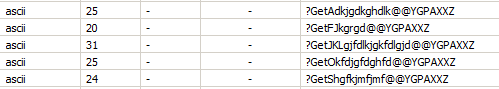 ascii 25 - - ?GetAdkjgdkghdlk@@YGPAXXZ
ascii 20 - - ?GetFJkgrgd@@YGPAXXZ
ascii 31 - - ?GetJKLgjfdlkjgkfdlgjd@@YGPAXXZ
ascii 25 - - ?GetOkfdjgfdghfd@@YGPAXXZ
ascii 24 - - ?GetShgfkjmfjmf@@YGPAXXZ